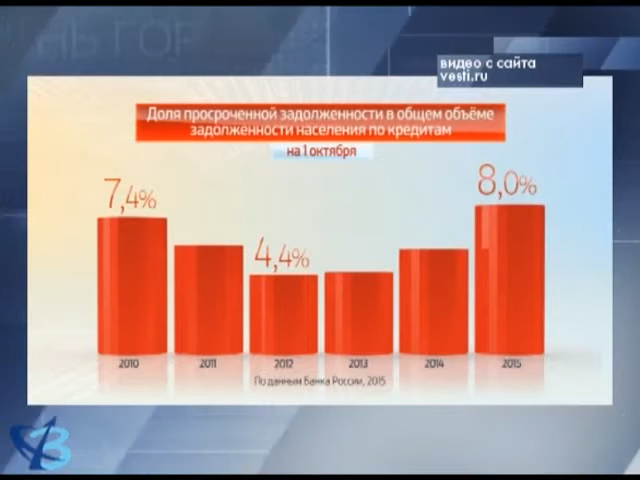 видео с сайта
vesti.ru
Доля просроченной задолженности в общем объёме
задолженности населения по кредитам
на 1 октября
7,4%
4,4%
8,0%
2010
2011
2012
2013
2014
2015
По данным Банка России, 2015
3